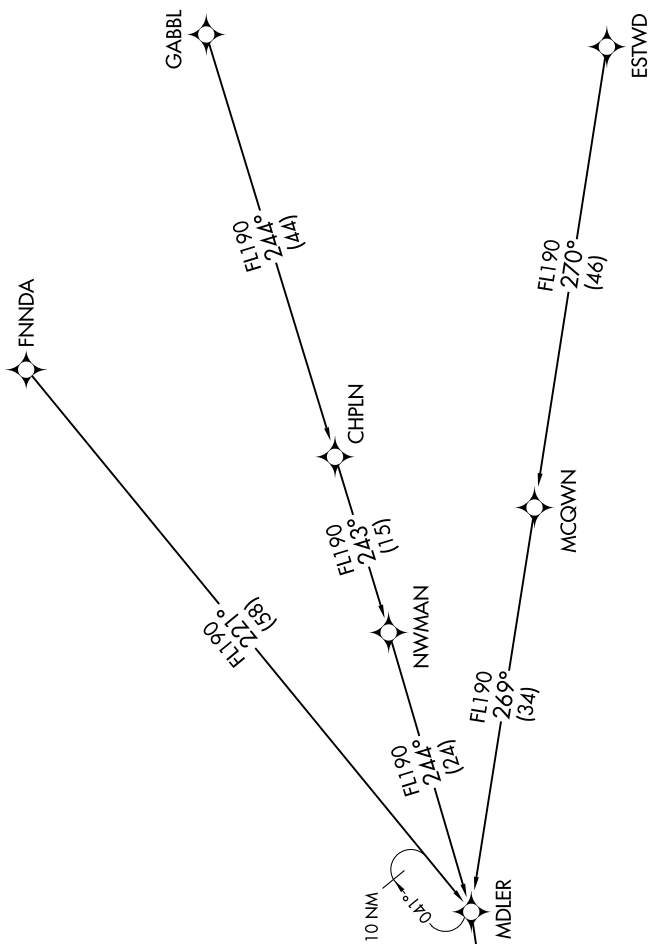 GABBL
ESTWD
FL190
244°
(44)
FL190
270°
(46)
FNNDA
CHPLN
MCQWN
FL190
243°
(15)
FL190
221°
(58)
NWMAN
FL190
269°
(34)
FL190
244°
(24)
10 NM
041°
MDLER